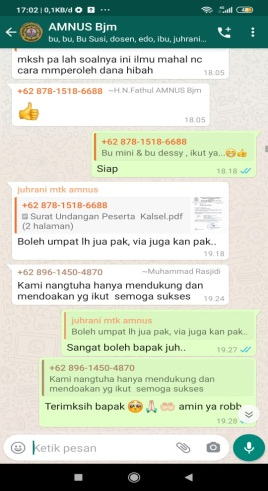 17:02 | 0,1KB/d
AMNUS Bjm
bu, bu, Bu Susi, dosen, edo, ibu, juhrani...
mksh pa lah soalnya ini ilmu mahal nc
cara mmperoleh dana hibah
18.05
+62 878-1518-6688 ~H.N.Fathul AMNUS Bjm
👍
18.05
+62 878-1518-6688
Bu mini & bu dessy , ikut ya...😁👍
Siap
18.18
juhrani mtk amnus
+62 878-1518-6688
Surat Undangan Peserta Kalsel.pdf
(2 halaman)
Boleh umpat lh jua pak, via juga kan pak..
19.18
+62 896-1450-4870 ~Muhammad Rasjidi
Kami nangtuha hanya mendukung dan
mendoakan yg ikut semoga sukses
19.24
juhrani mtk amnus
Boleh umpat lh jua pak, via juga kan pak..
Sangat boleh bapak juh..
19.27
+62 896-1450-4870
Kami nangtuha hanya mendukung dan
mendoakan yg ikut semoga sukses
Terimksih bapak 🥺🙏🤲 amin ya robb
19.28
Ketik pesan